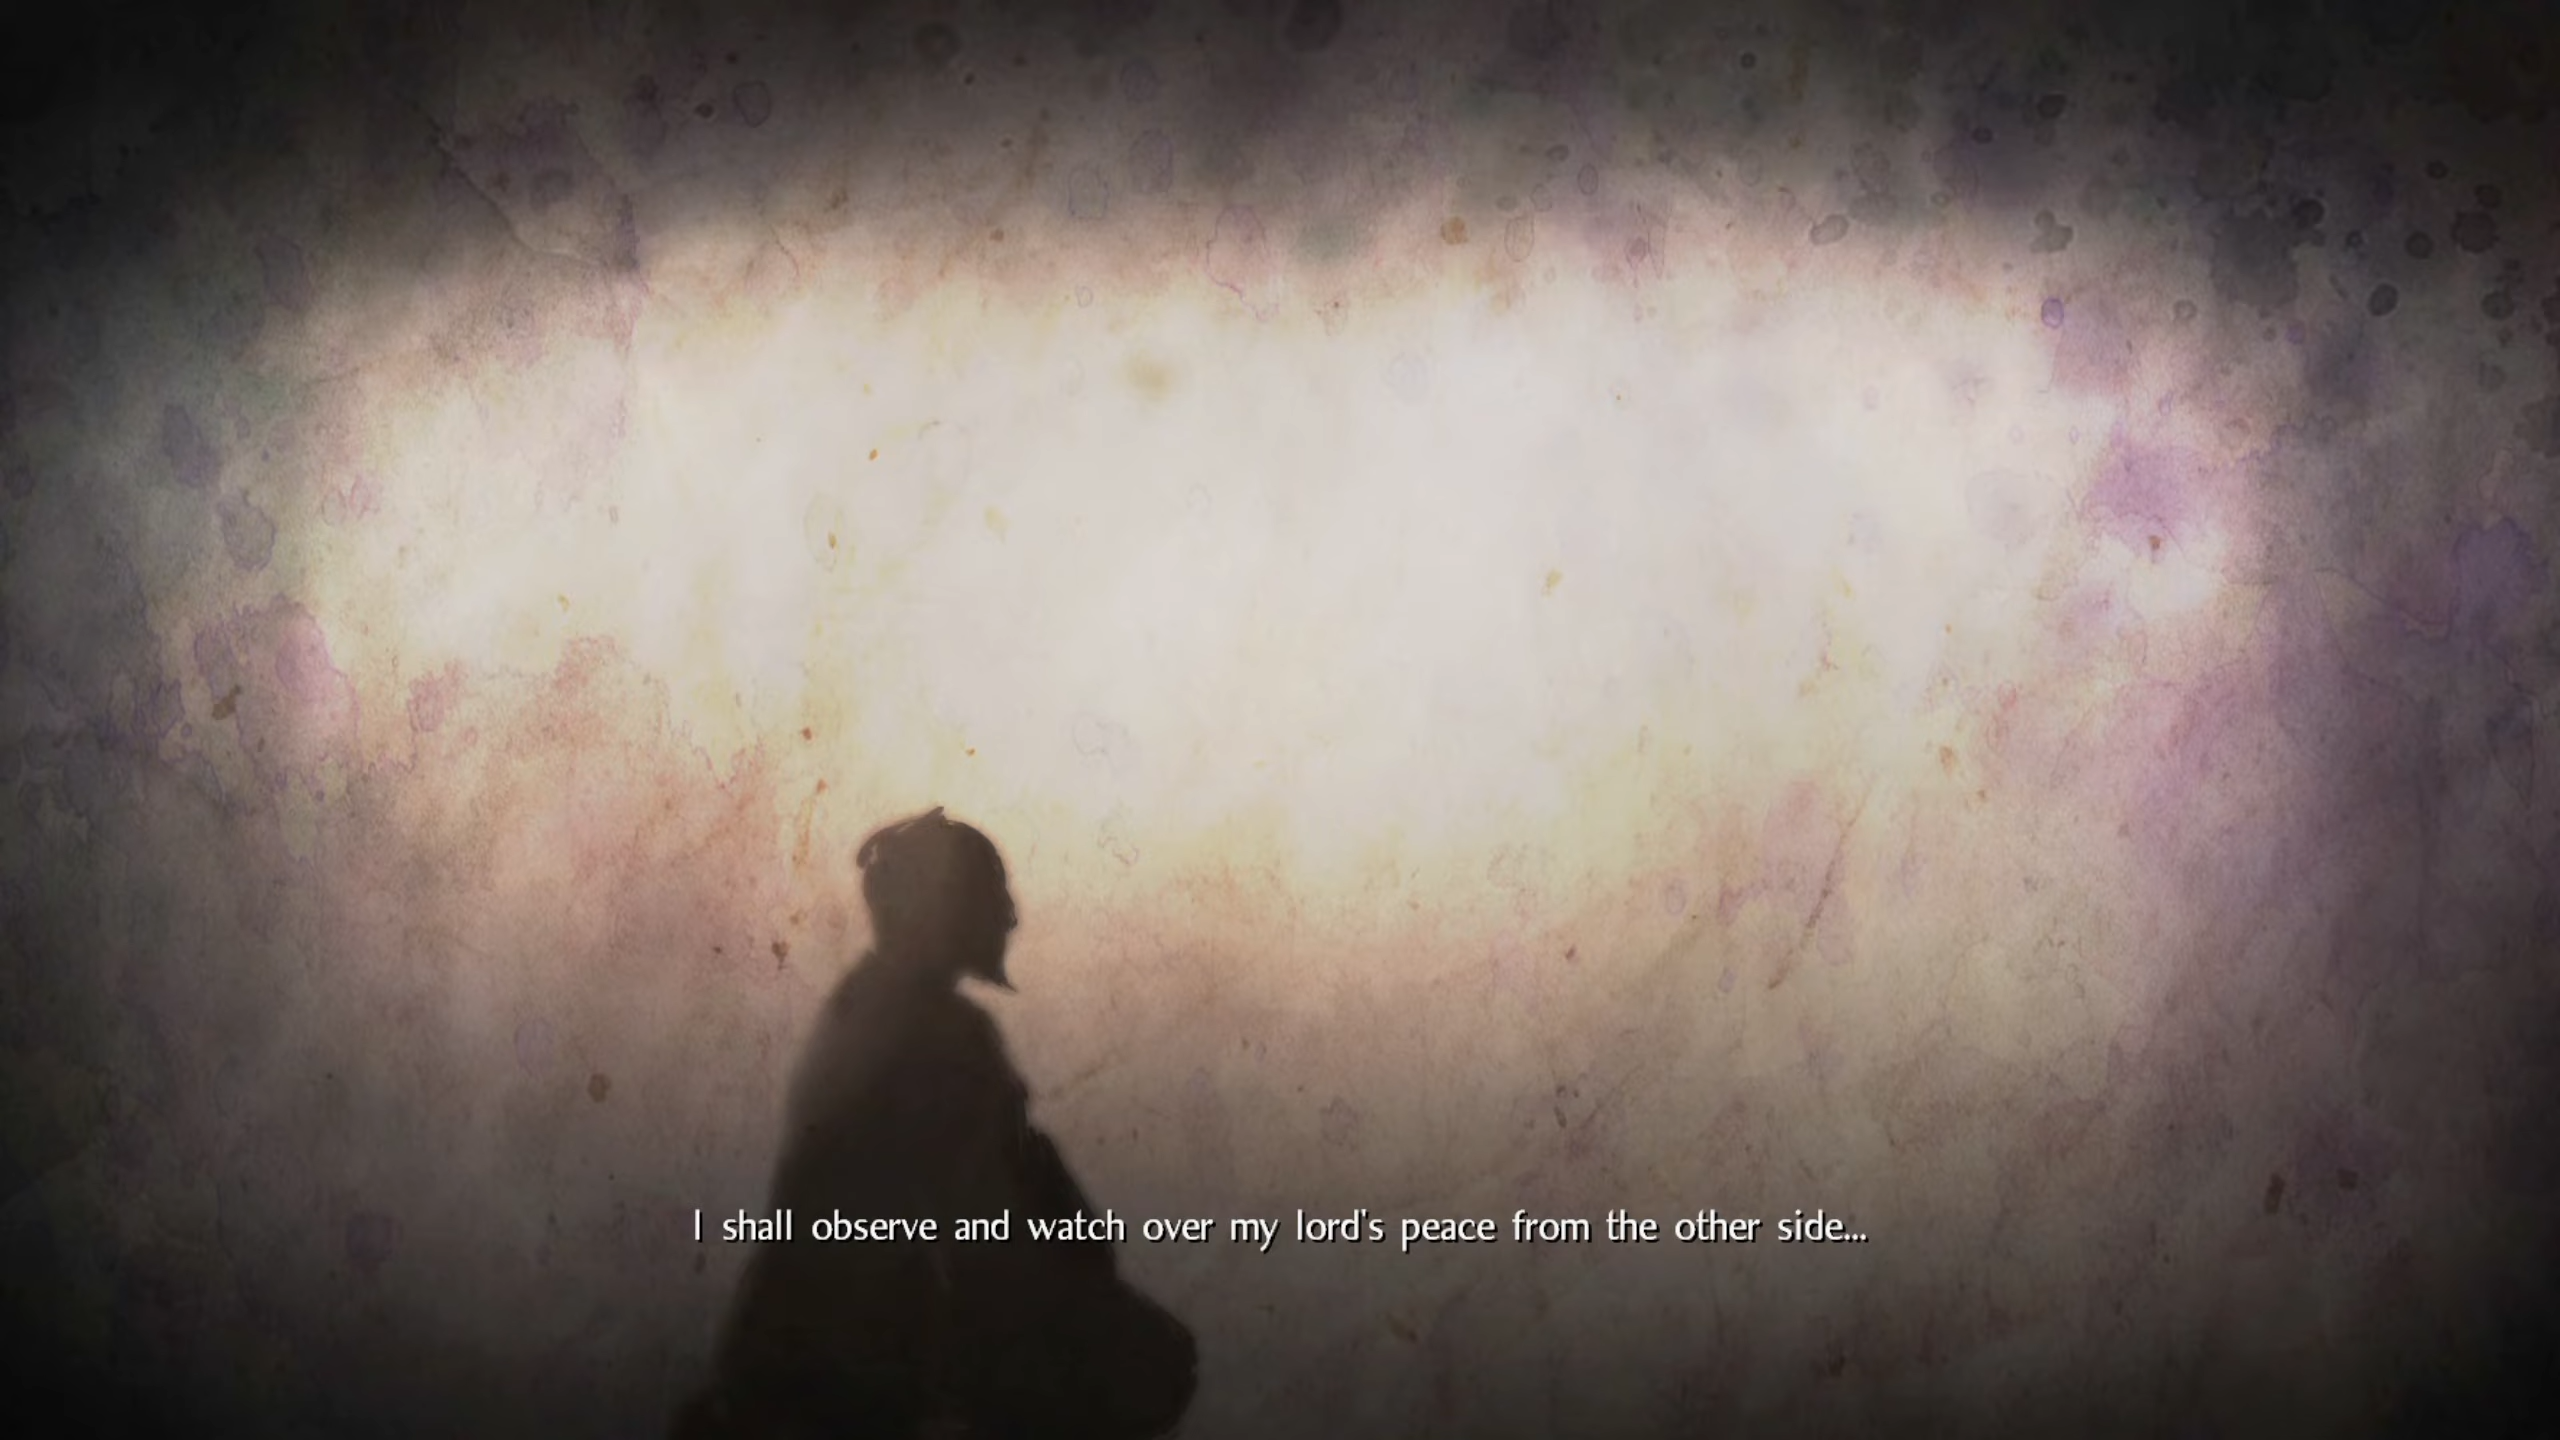 I shall observe and watch over my lord's peace from the other side...